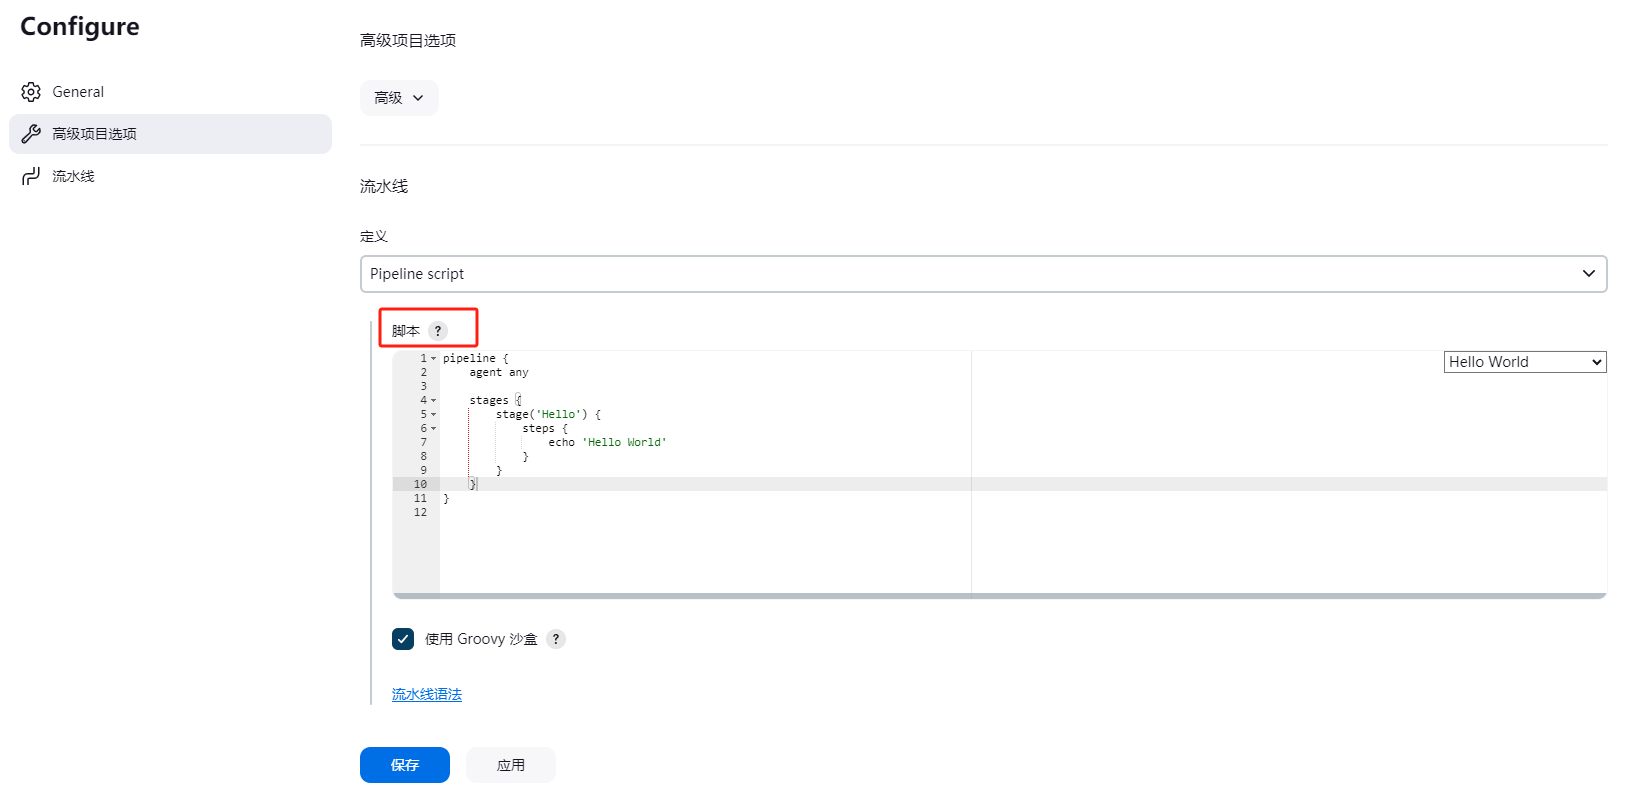 Configure
General
高级项目选项
流水线
高级项目选项
高级
流水线
定义
Pipeline script
脚本 ?
Hello World
1 pipeline {
2     agent any
3
4     stages {
5         stage('Hello') {
6             steps {
7                 echo 'Hello World'
8             }
9         }
10     }
11 }
12
使用 Groovy 沙盒 ?
流水线语法
保存 应用